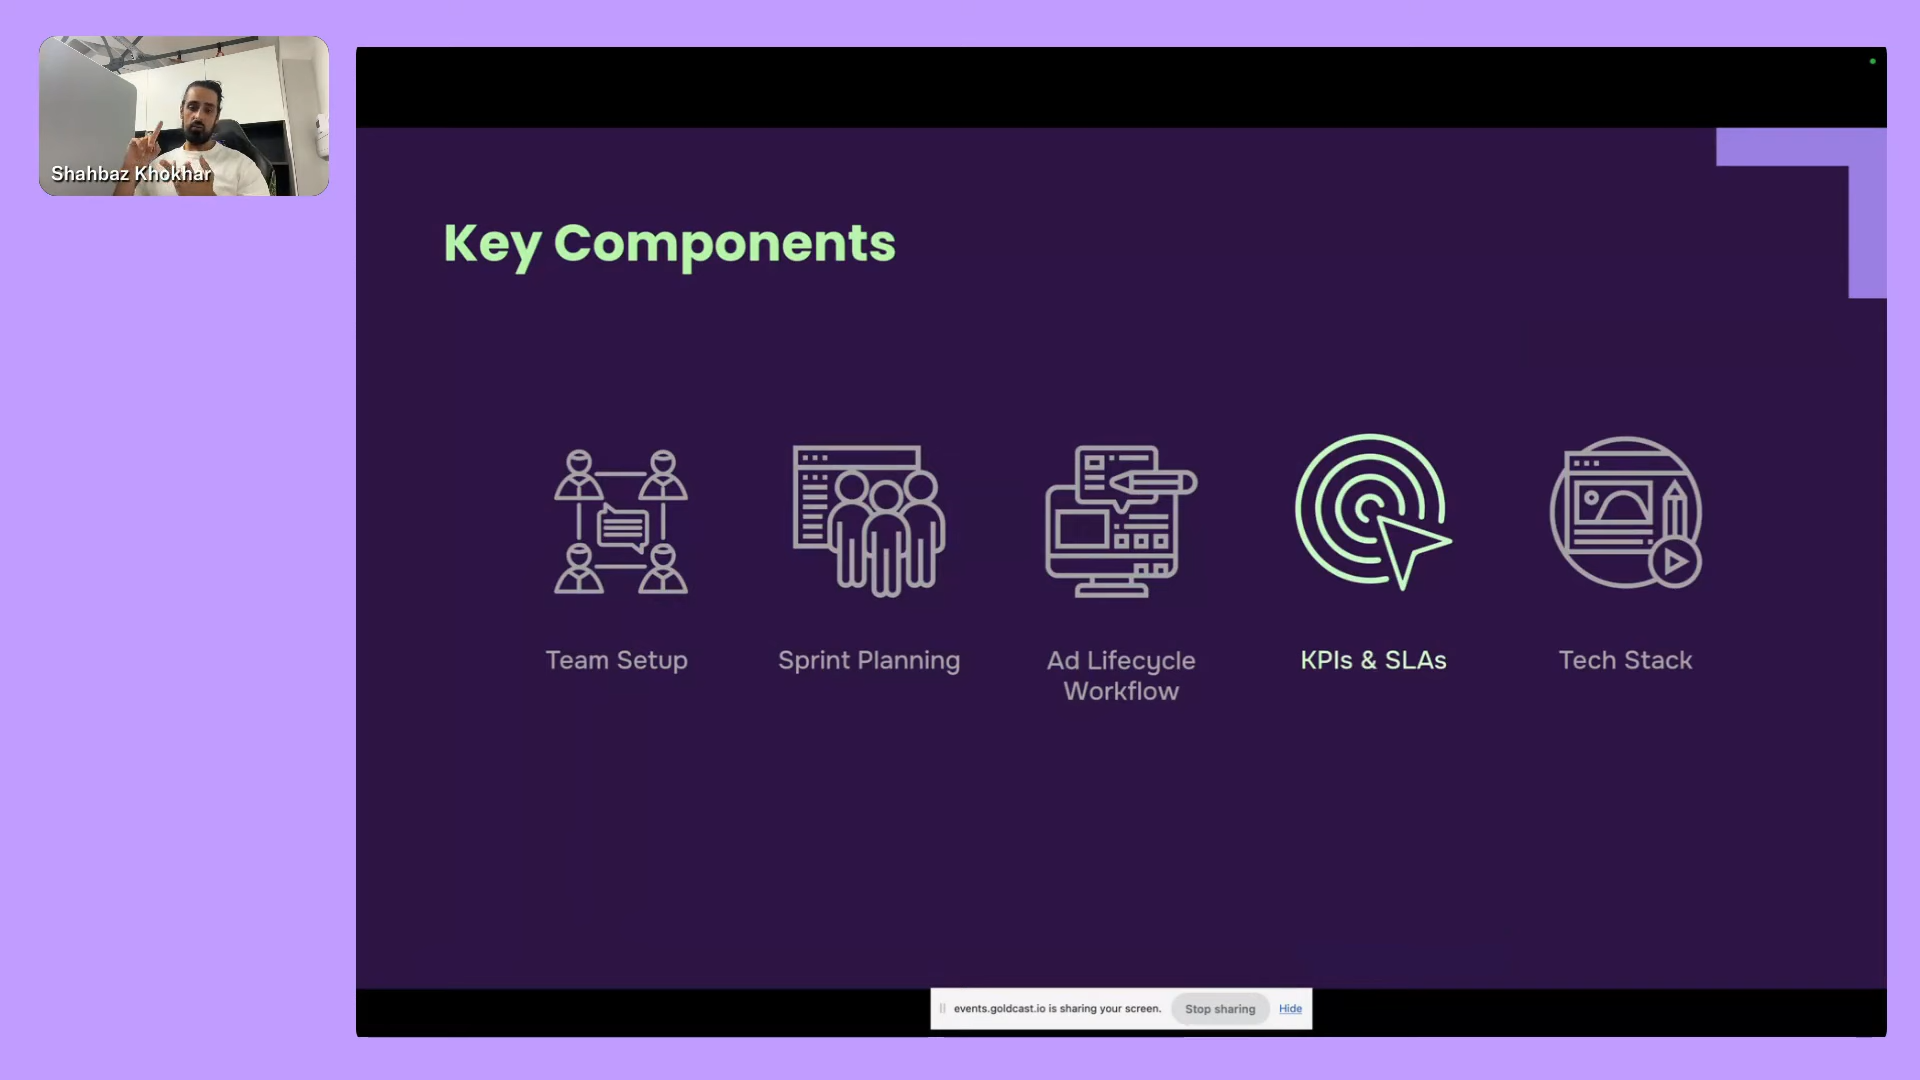 Shahbaz Khokhar
Key Components
Team Setup
Sprint Planning
Ad Lifecycle
Workflow
KPIs & SLAs
Tech Stack
events.goldcast.io is sharing your screen.
Stop sharing
Hide